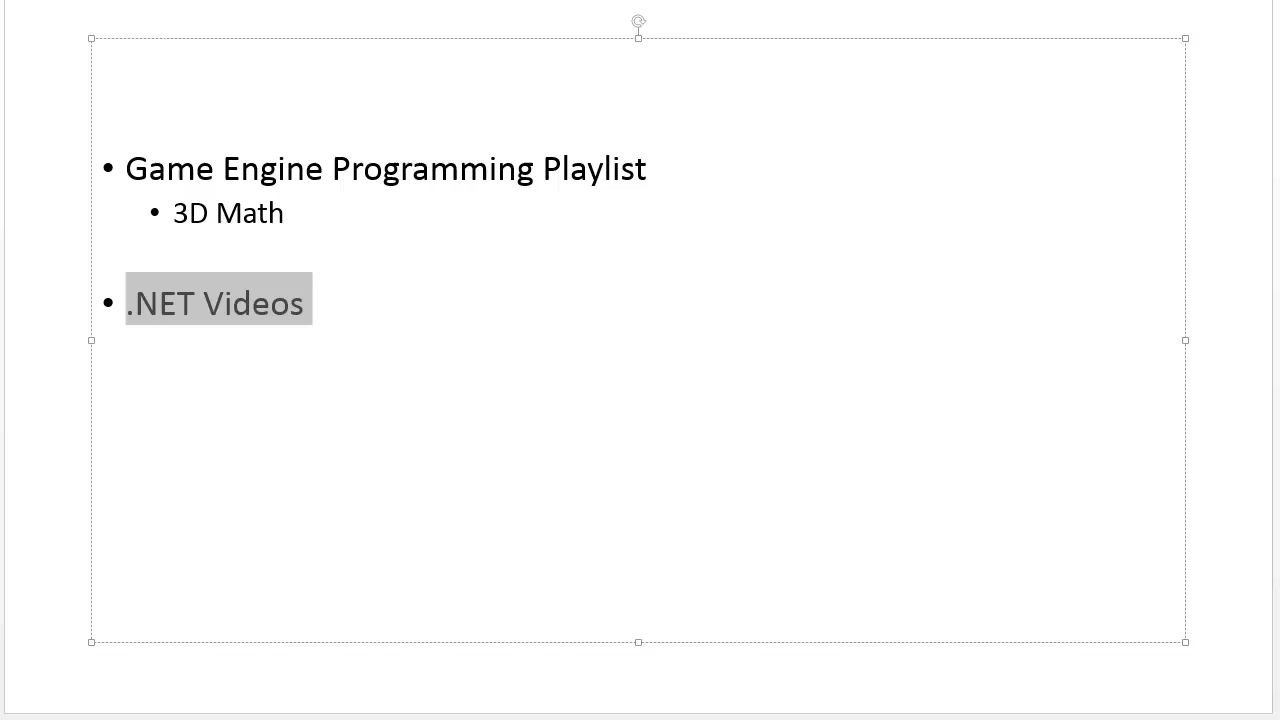 • Game Engine Programming Playlist
• 3D Math
• .NET Videos